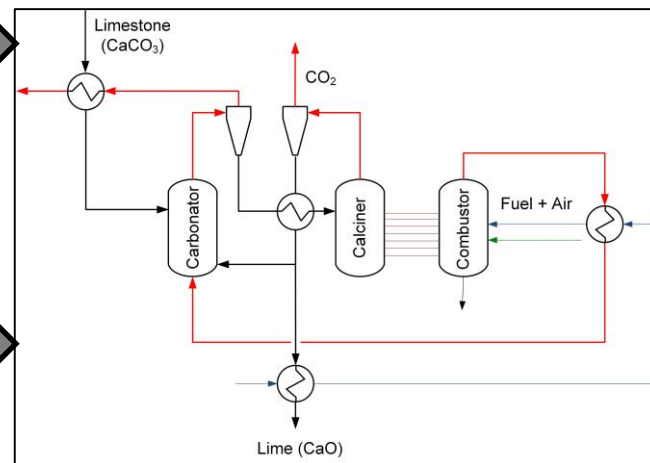 Limestone
(CaCO₃)
CO₂
Carbonator
Calciner
Combustor
Fuel + Air
Lime (CaO)